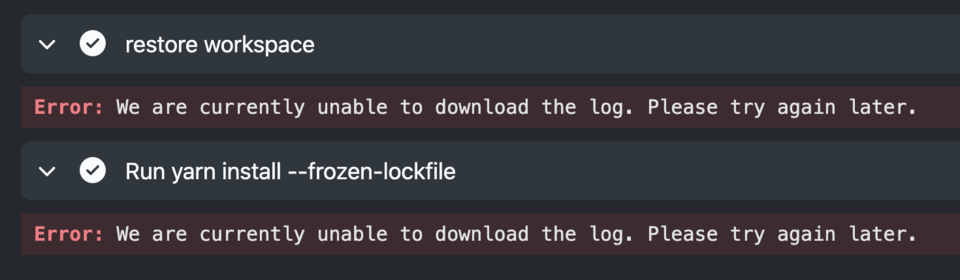 restore workspace
Error: We are currently unable to download the log. Please try again later.
Run yarn install --frozen-lockfile
Error: We are currently unable to download the log. Please try again later.